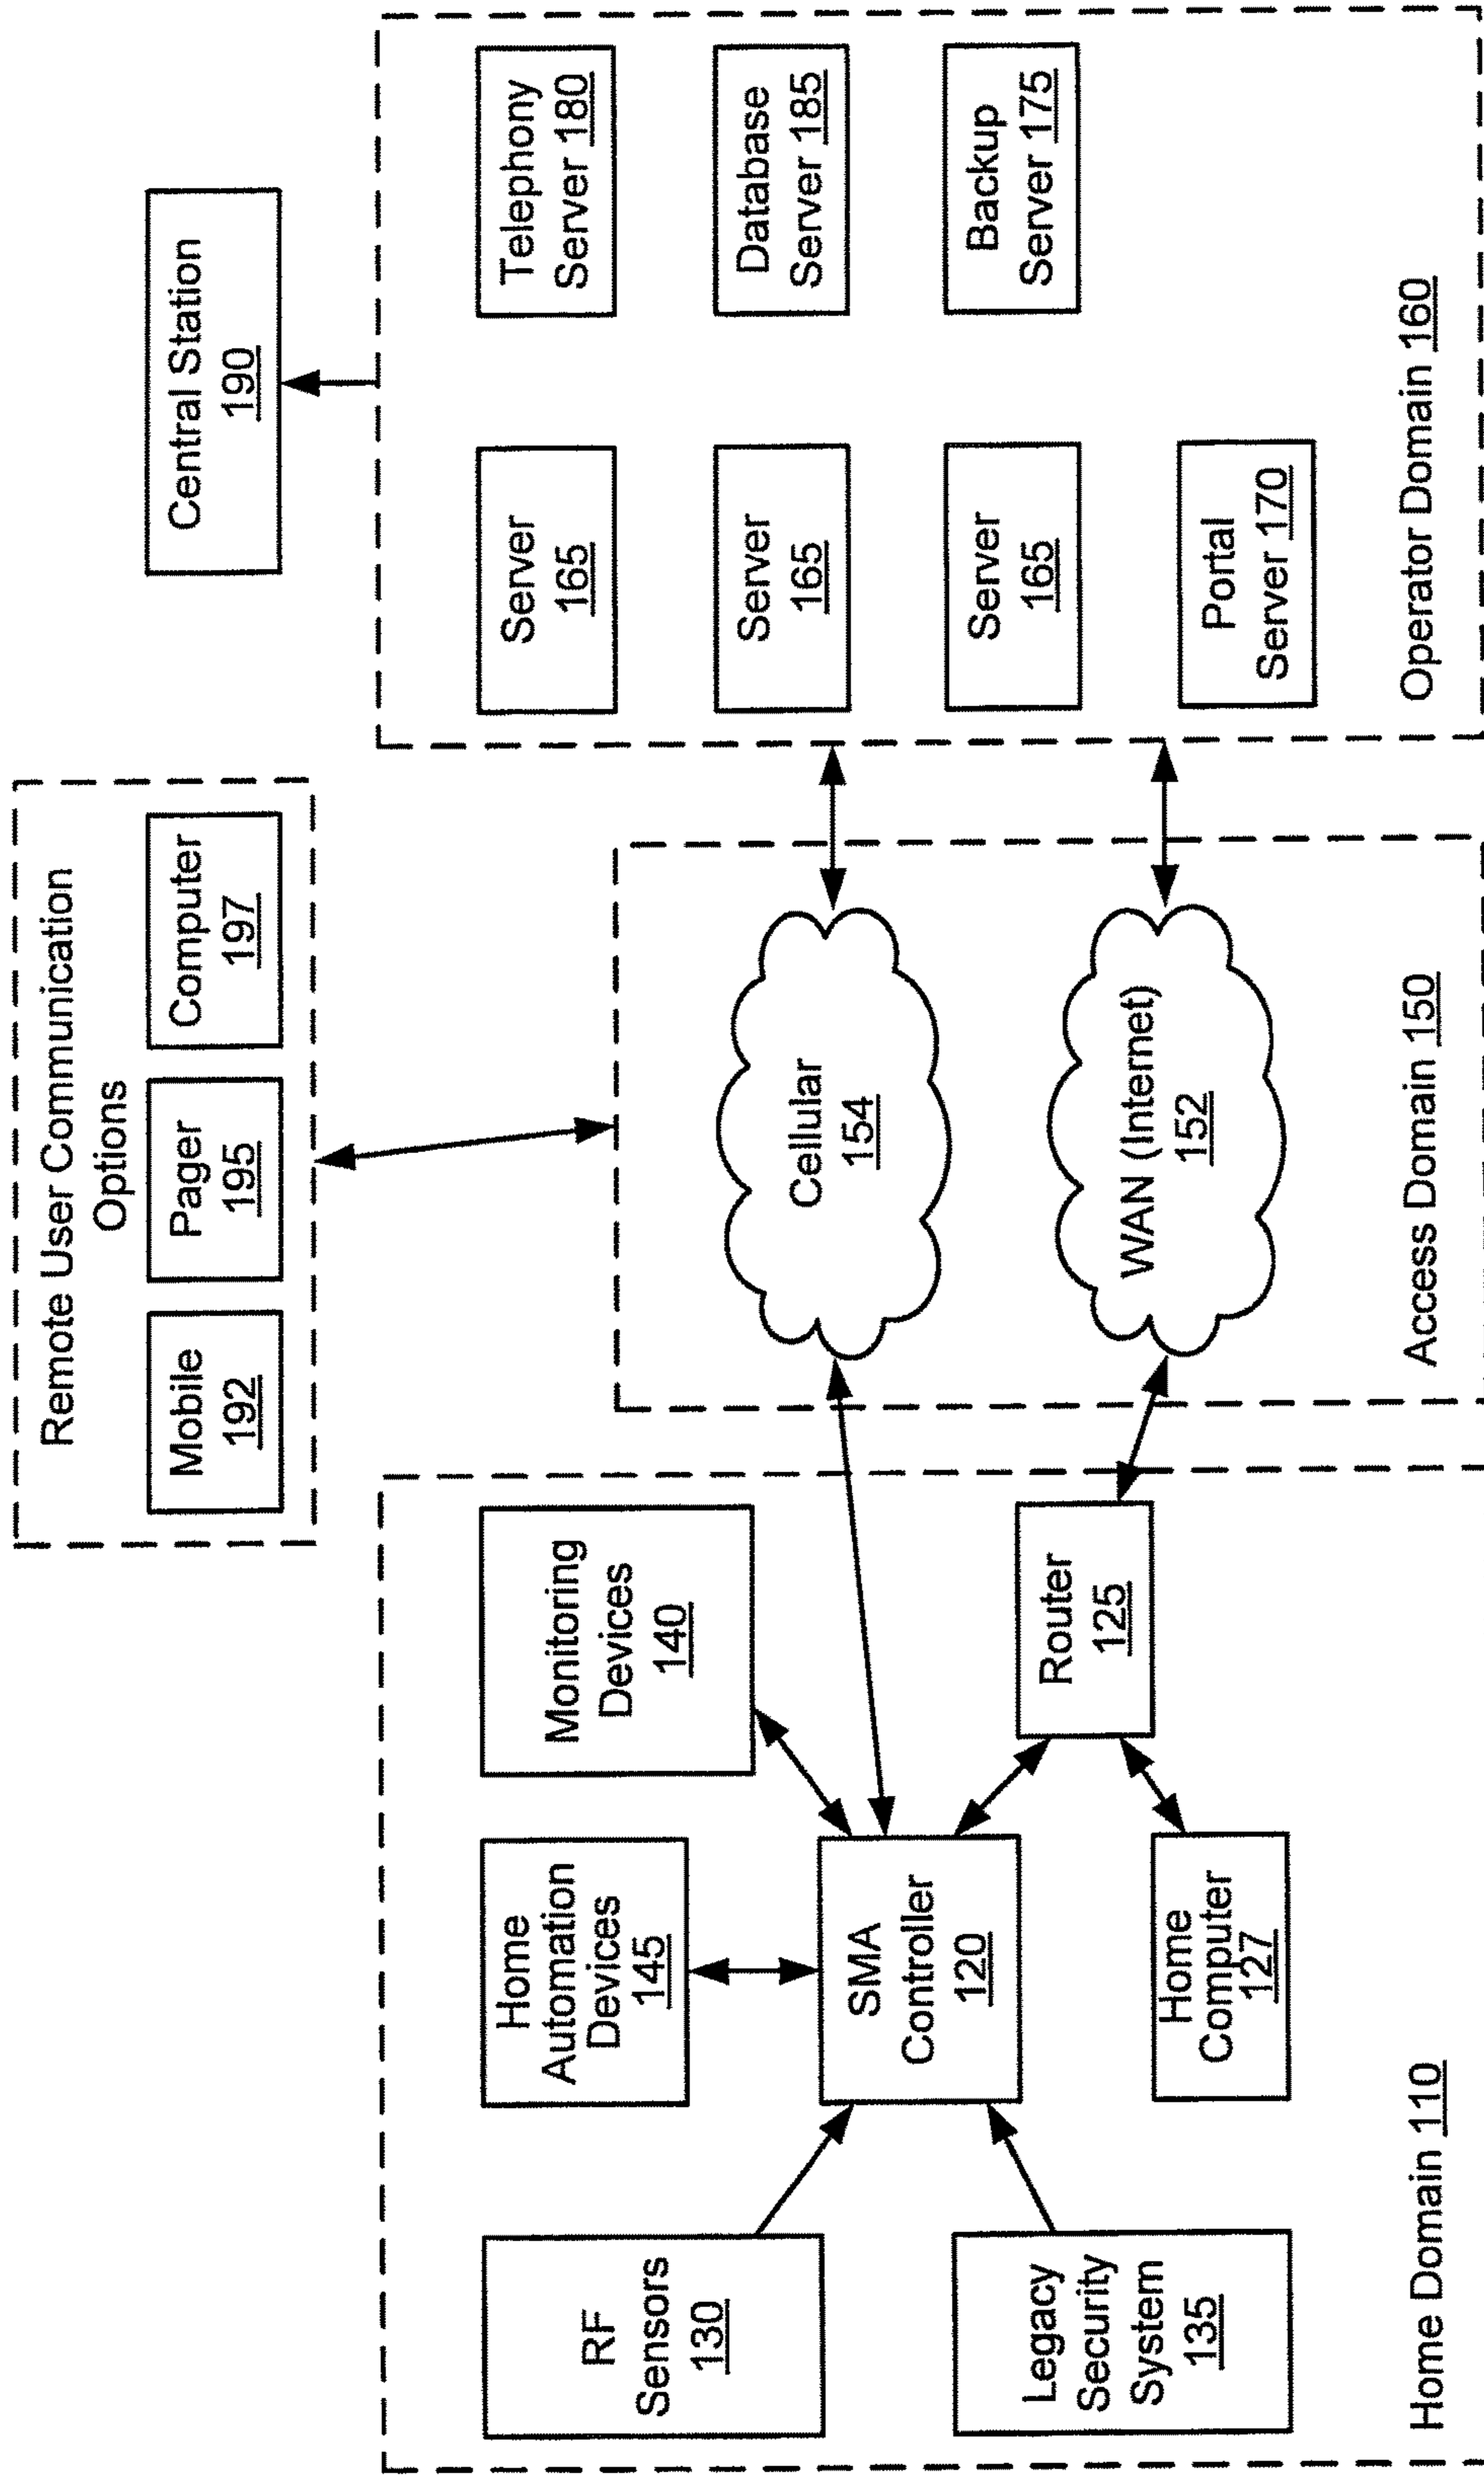 Remote User Communication
Options
Mobile
192
Pager
195
Computer
197
Central Station
190
RF
Sensors
130
Legacy
Security
System
135
Home
Automation
Devices
145
Monitoring
Devices
140
SMA
Controller
120
Router
125
Home
Computer
127
Home Domain 110
Cellular
154
WAN (Internet)
152
Access Domain 150
Server
165
Server
165
Server
165
Portal
Server 170
Telephony
Server 180
Database
Server 185
Backup
Server 175
Operator Domain 160